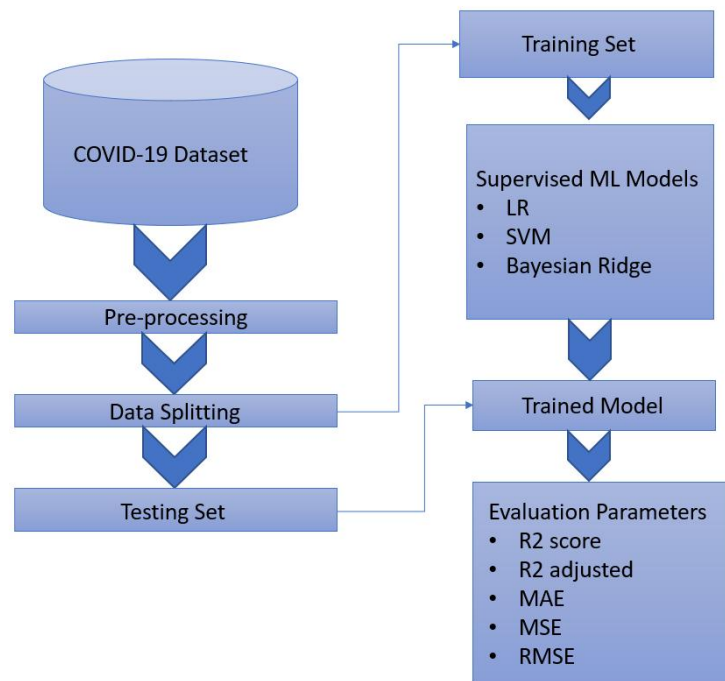 COVID-19 Dataset
Pre-processing
Data Splitting
Testing Set
Training Set
Supervised ML Models
• LR
• SVM
• Bayesian Ridge
Trained Model
Evaluation Parameters
• R2 score
• R2 adjusted
• MAE
• MSE
• RMSE